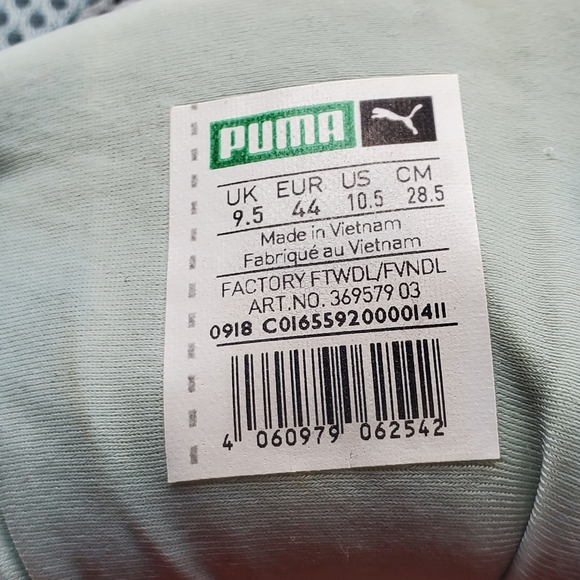 PUMA
UK EUR US CM
9.5 44 10.5 28.5
Made in Vietnam
Fabriqué au Vietnam
FACTORY FTWDL/FVNDL
ART.NO. 369579 03
0918 C016559200001411
4 060979 062542